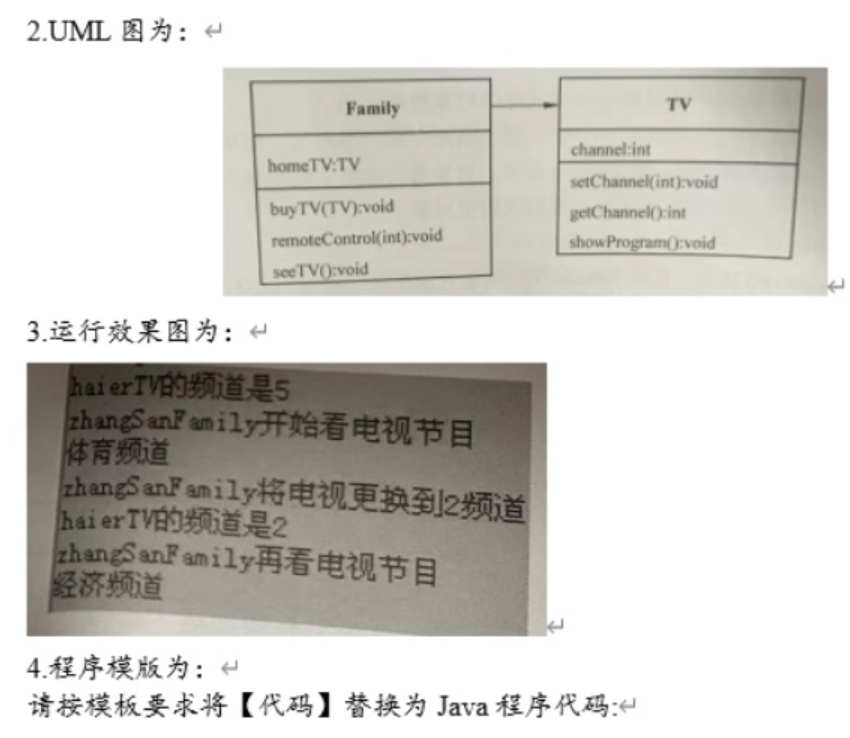 2.UML 图为：
Family
homeTV:TV
buyTV(TV):void
remoteControl(int):void
seeTV():void
TV
channel:int
setChannel(int):void
getChannel():int
showProgram():void
3.运行效果图为：
haierTV的频道是5
zhangSanFamily开始看电视节目
体育频道
zhangSanFamily将电视更换到2频道
haierTV的频道是2
zhangSanFamily再看电视节目
经济频道
4.程序模版为：
请按模板要求将【代码】替换为 Java 程序代码: